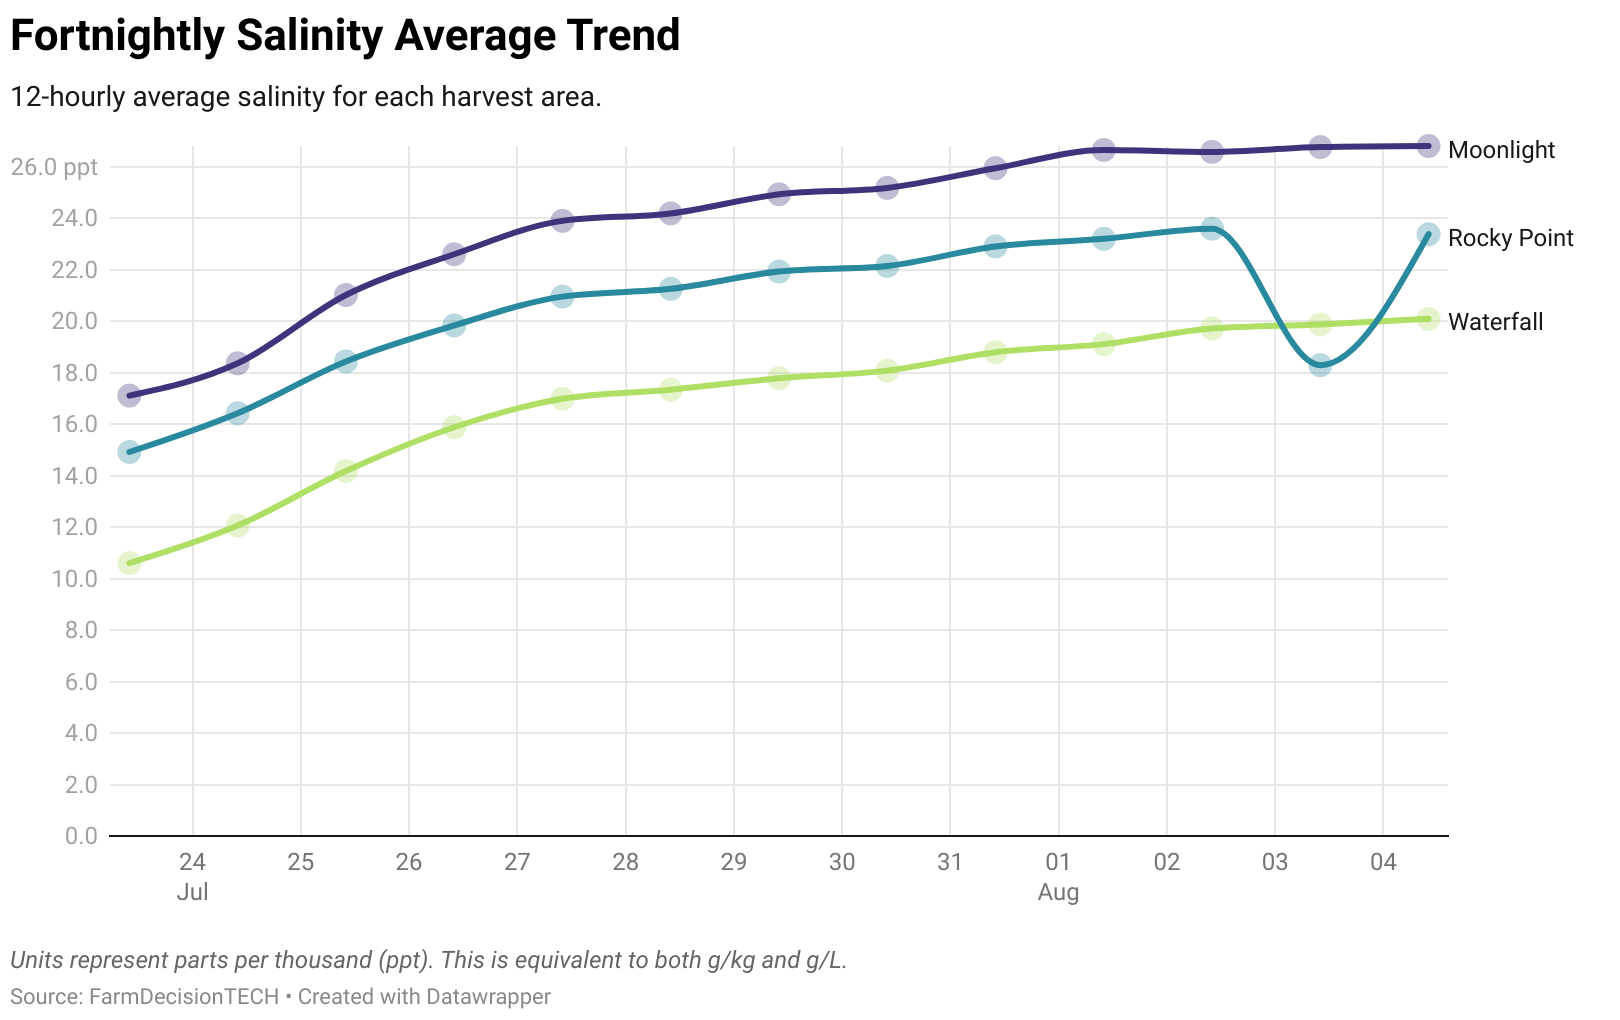 Fortnightly Salinity Average Trend
12-hourly average salinity for each harvest area.
26.0 ppt
24.0
22.0
20.0
18.0
16.0
14.0
12.0
10.0
8.0
6.0
4.0
2.0
0.0
Moonlight
Rocky Point
Waterfall
24 25 26 27 28 29 30 31 01 02 03 04
Jul Aug
Units represent parts per thousand (ppt). This is equivalent to both g/kg and g/L.
Source: FarmDecisionTECH • Created with Datawrapper